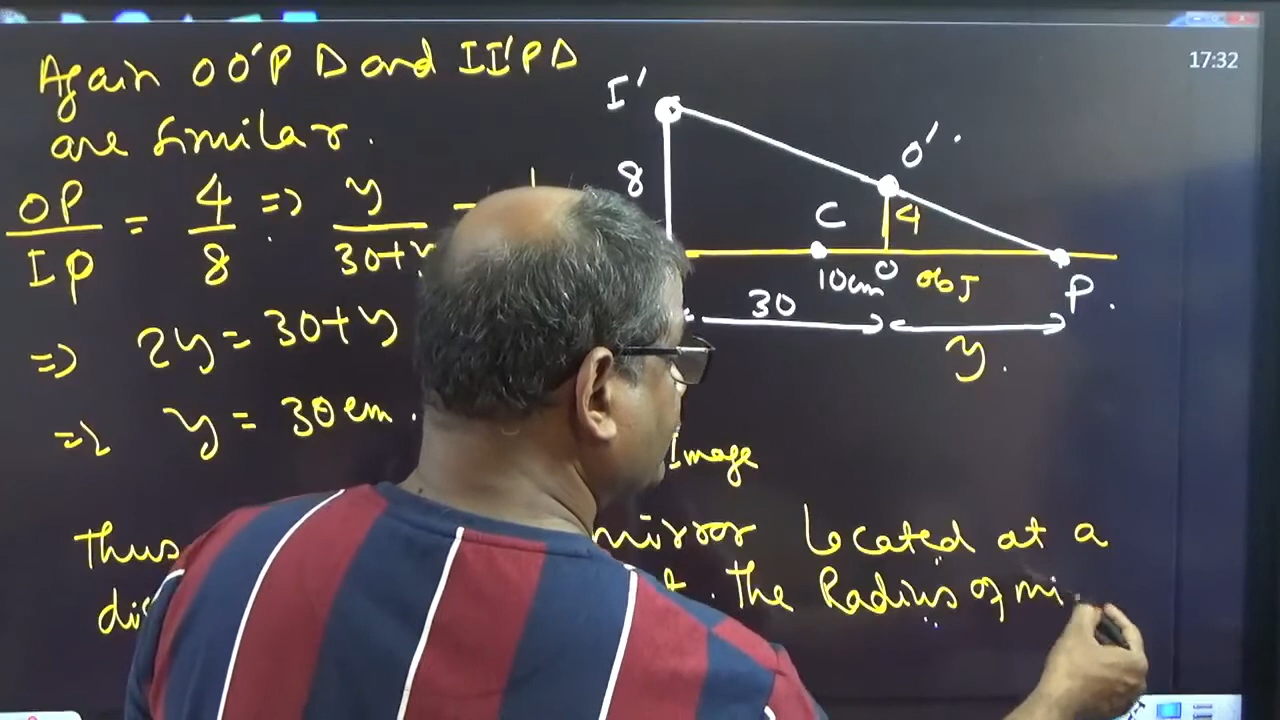 Again OO'P Δ and II'P Δ
are similar.
OP/IP = 4/8 => y/30+y =
=> 2y = 30+y
=> y = 30 cm.
Thus mirror located at a
The Radius of mi
17:32
I'
O'.
8
C
4
10cm
O
obj
P.
30
y.
Image